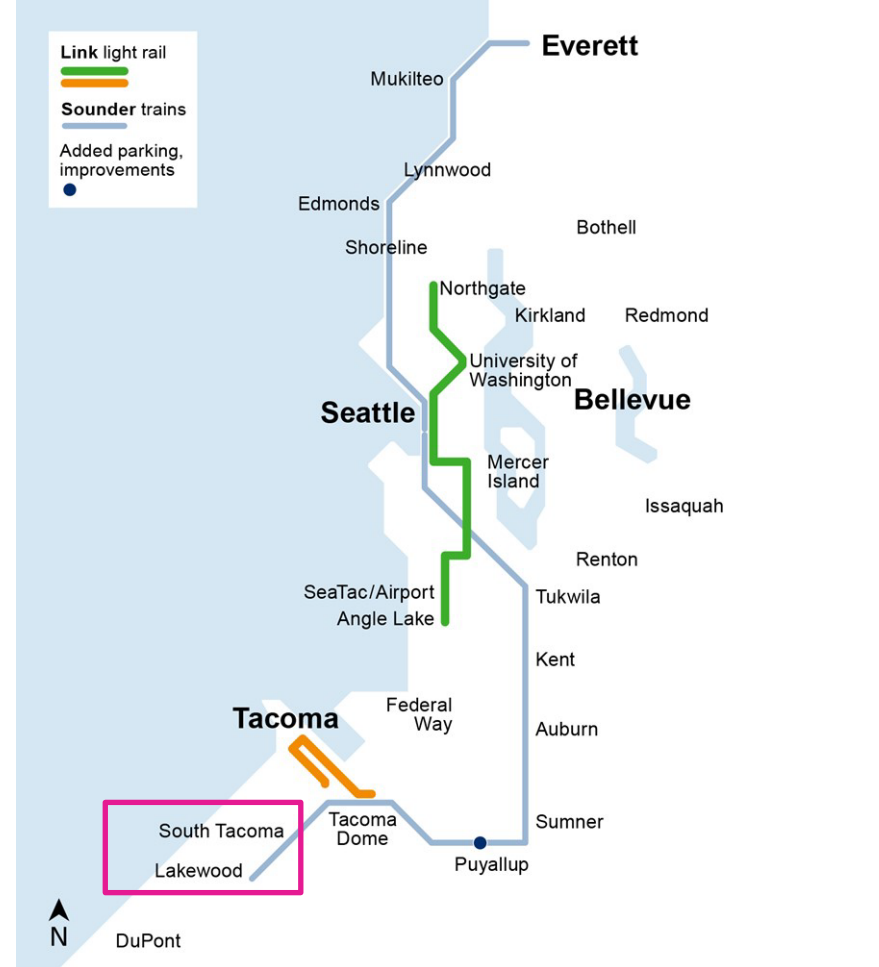 Link light rail
Sounder trains
Added parking,
improvements
Everett
Mukilteo
Lynnwood
Edmonds
Bothell
Shoreline
Northgate
Kirkland
Redmond
University of
Washington
Bellevue
Seattle
Mercer
Island
Issaquah
Renton
SeaTac/Airport
Tukwila
Angle Lake
Kent
Federal
Way
Tacoma
Auburn
Tacoma
Dome
Sumner
South Tacoma
Puyallup
Lakewood
N
DuPont